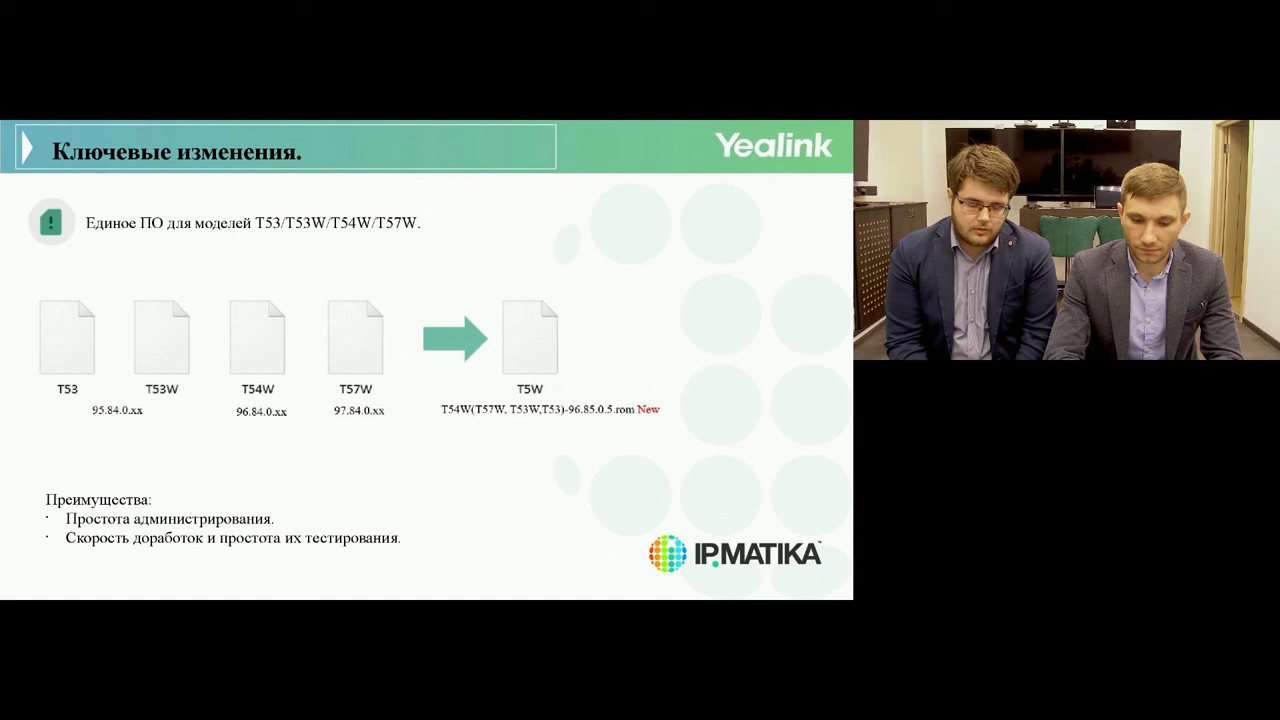 Ключевые изменения.
Yealink
Единое ПО для моделей T53/T53W/T54W/T57W.
T53
T53W
T54W
T57W
T5W
95.84.0.xx
96.84.0.xx
97.84.0.xx
T54W(T57W, T53W,T53)-96.85.0.5.rom New
Преимущества:
· Простота администрирования.
· Скорость доработок и простота их тестирования.
IPMATIKA™